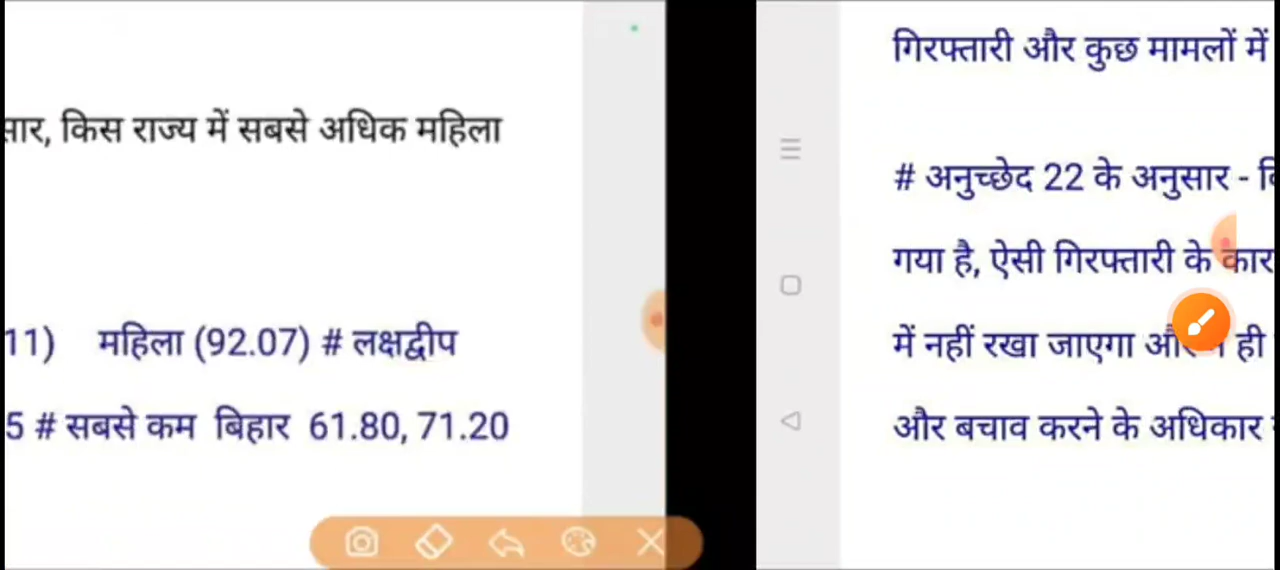 सार, किस राज्य में सबसे अधिक महिला
11) महिला (92.07) # लक्षद्वीप
5 # सबसे कम बिहार 61.80, 71.20
गिरफ्तारी और कुछ मामलों में
# अनुच्छेद 22 के अनुसार -
गया है, ऐसी गिरफ्तारी के
में नहीं रखा जाएगा ही
और बचाव करने के अधिकार